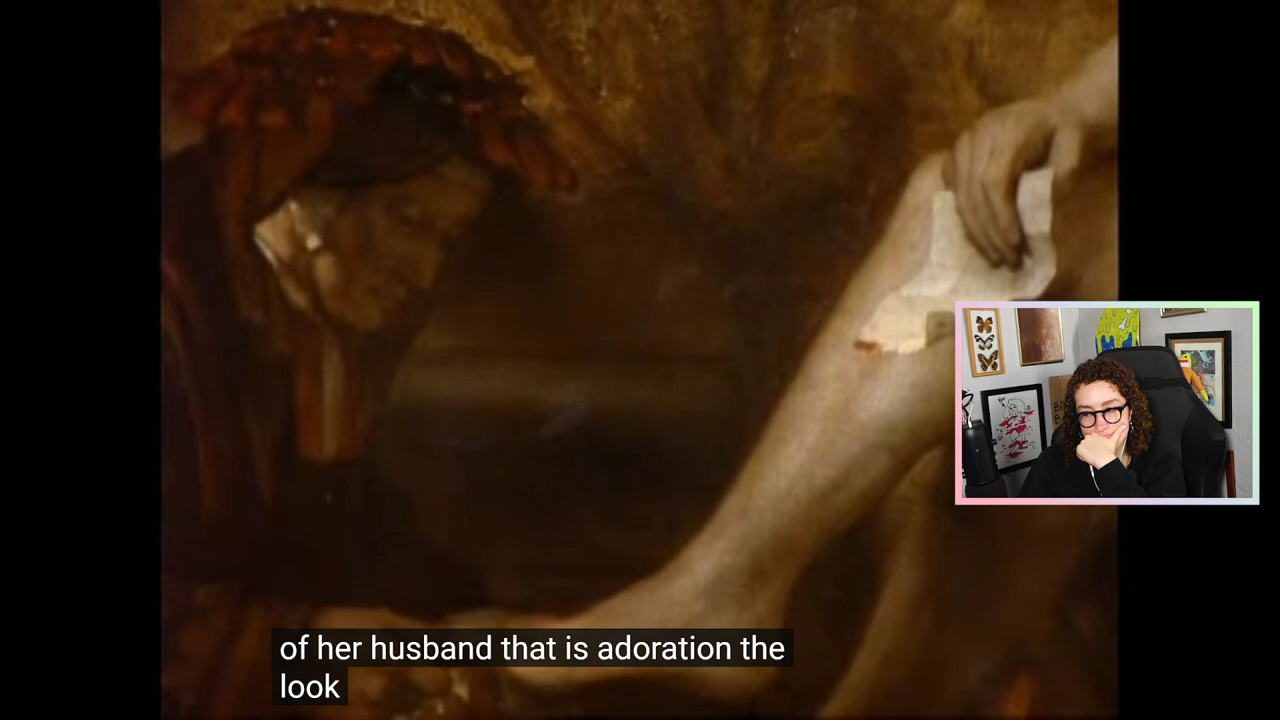 of her husband that is adoration the
look